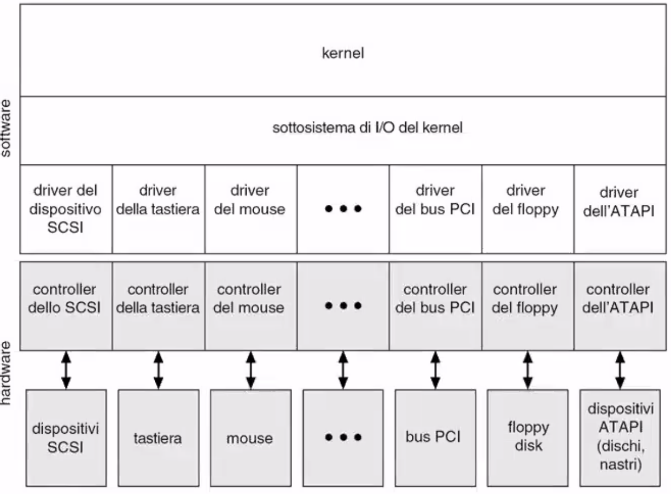 software
kernel
sottosistema di I/O del kernel
driver del
dispositivo
SCSI
driver
della tastiera
driver
del mouse
• • •
driver
del bus PCI
driver
del floppy
driver
dell'ATAPI
hardware
controller
dello SCSI
controller
della tastiera
controller
del mouse
• • •
controller
del bus PCI
controller
del floppy
controller
dell'ATAPI
dispositivi
SCSI
tastiera
mouse
• • •
bus PCI
floppy
disk
dispositivi
ATAPI
(dischi,
nastri)